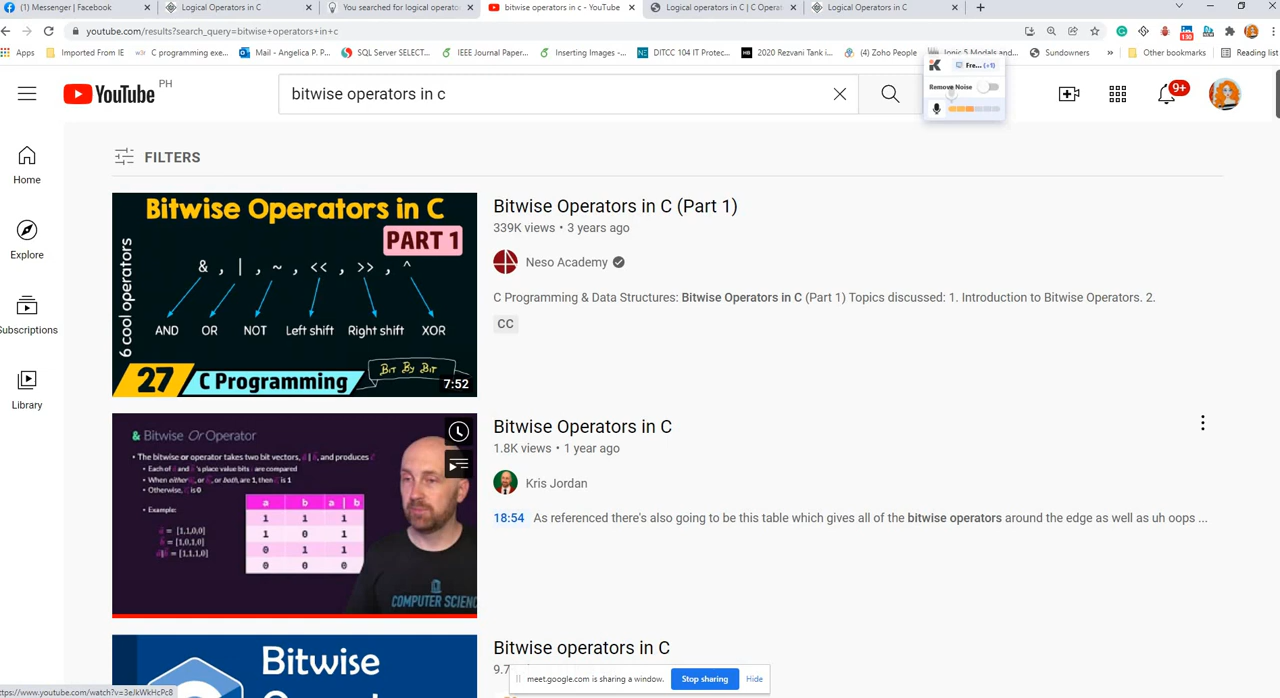 (1) Messenger | Facebook
Logical Operators in C
You searched for logical operato
bitwise operators in c - YouTube
Logical operators in C | C Operat
Logical Operators in C
youtube.com/results?search_query=bitwise+operators+in+c
Apps
Imported From IE
C programming exe...
Mail - Angelica P. P...
SQL Server SELECT...
IEEE Journal Paper...
Inserting Images -...
DITCC 104 IT Protec...
2020 Rezvani Tank i...
(4) Zoho People
Ionic 5 Modals and...
Sundowners
»
Other bookmarks
Reading list
Fre... (x1)
Remove Noise
YouTube PH
bitwise operators in c
9+
FILTERS
Home
Explore
Subscriptions
Library
Bitwise Operators in C
PART 1
6 cool operators
& , | , ~ , << , >> , ^
AND OR NOT Left shift Right shift XOR
BIT BY BIT
27 C Programming
7:52
Bitwise Operators in C (Part 1)
339K views • 3 years ago
Neso Academy
C Programming & Data Structures: Bitwise Operators in C (Part 1) Topics discussed: 1. Introduction to Bitwise Operators. 2.
CC
& Bitwise Or Operator
The bitwise or operator takes two bit vectors,
and produces
Each of
's place value bits are compared
When either
or both, are 1, then
is 1
Otherwise,
is 0
Example:
= [1,1,0,0]
= [1,0,1,0]
= [1,1,1,0]
a b a | b
1 1 1
1 0 1
0 1 1
0 0 0
COMPUTER SCIENC
Bitwise Operators in C
1.8K views • 1 year ago
Kris Jordan
18:54 As referenced there's also going to be this table which gives all of the bitwise operators around the edge as well as uh oops ...
Bitwise
Bitwise operators in C
9.7
meet.google.com is sharing a window.
Stop sharing
Hide
ttps://www.youtube.com/watch?v=3eJkWkHcPc8